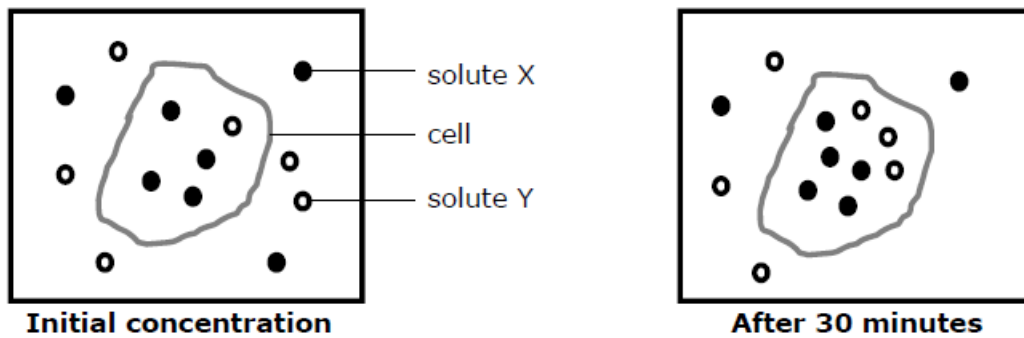 solute X
cell
solute Y
Initial concentration
After 30 minutes